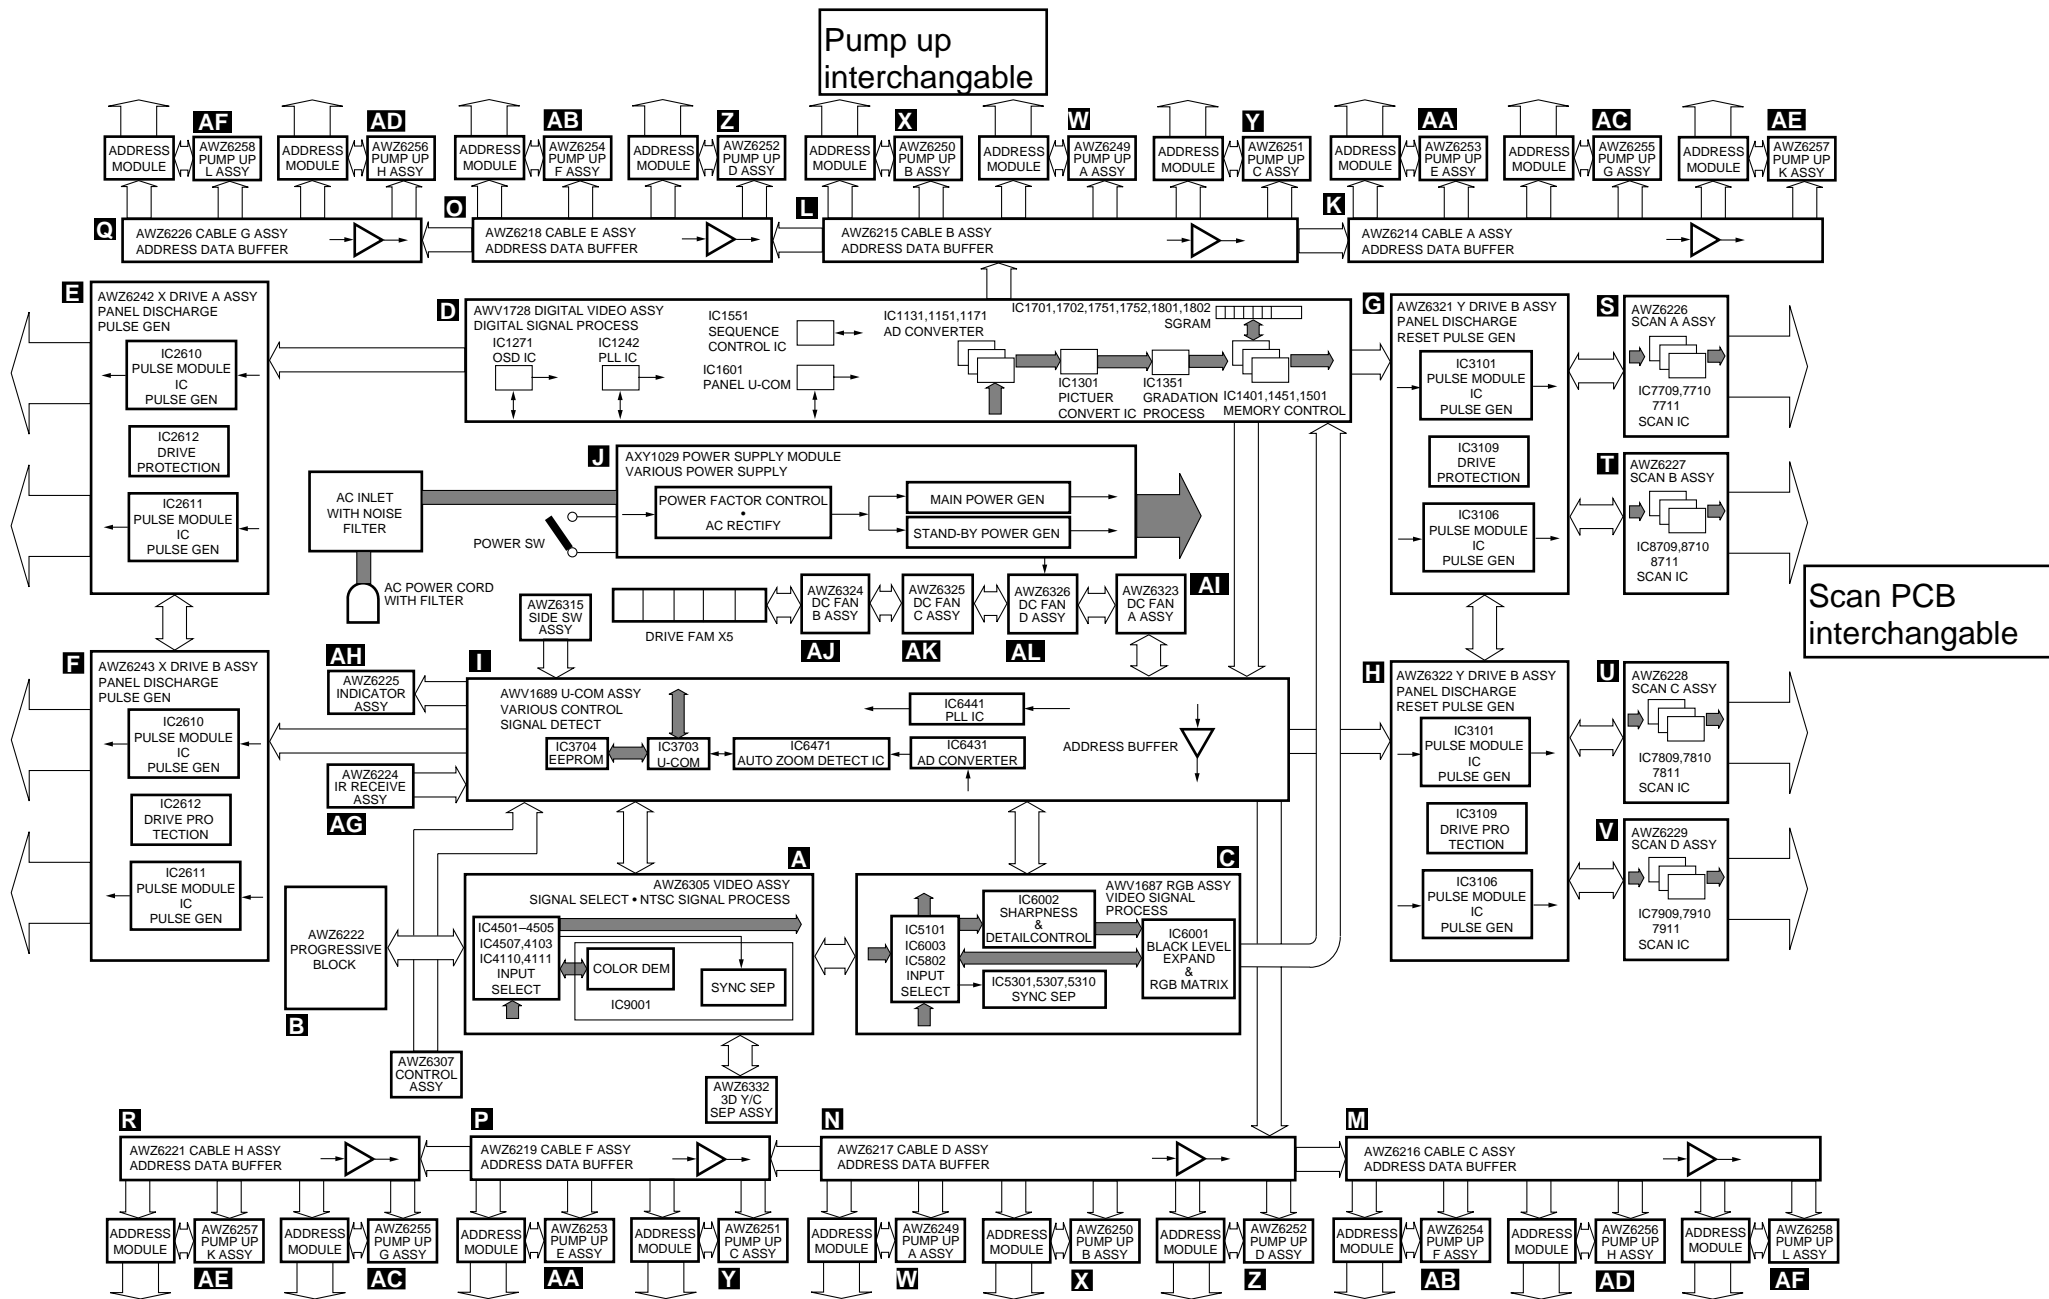 Pump up
interchangable
AF
AD
AB
Z
X
W
Y
AA
AC
AE
ADDRESS
MODULE
AWZ6258
PUMP UP
L ASSY
ADDRESS
MODULE
AWZ6256
PUMP UP
H ASSY
ADDRESS
MODULE
AWZ6254
PUMP UP
F ASSY
ADDRESS
MODULE
AWZ6252
PUMP UP
D ASSY
ADDRESS
MODULE
AWZ6250
PUMP UP
B ASSY
ADDRESS
MODULE
AWZ6249
PUMP UP
A ASSY
ADDRESS
MODULE
AWZ6251
PUMP UP
C ASSY
ADDRESS
MODULE
AWZ6253
PUMP UP
E ASSY
ADDRESS
MODULE
AWZ6255
PUMP UP
G ASSY
ADDRESS
MODULE
AWZ6257
PUMP UP
K ASSY
Q
AWZ6226 CABLE G ASSY
ADDRESS DATA BUFFER
O
AWZ6218 CABLE E ASSY
ADDRESS DATA BUFFER
L
AWZ6215 CABLE B ASSY
ADDRESS DATA BUFFER
K
AWZ6214 CABLE A ASSY
ADDRESS DATA BUFFER
E
AWZ6242 X DRIVE A ASSY
PANEL DISCHARGE
PULSE GEN
IC2610
PULSE MODULE
IC
PULSE GEN
IC2612
DRIVE
PROTECTION
IC2611
PULSE MODULE
IC
PULSE GEN
D
AWV1728 DIGITAL VIDEO ASSY
DIGITAL SIGNAL PROCESS
IC1271
OSD IC
IC1242
PLL IC
IC1551
SEQUENCE
CONTROL IC
IC1601
PANEL U-COM
IC1131,1151,1171
AD CONVERTER
IC1701,1702,1751,1752,1801,1802
SGRAM
IC1301
PICTUER
CONVERT IC
IC1351
GRADATION
PROCESS
IC1401,1451,1501
MEMORY CONTROL
G
AWZ6321 Y DRIVE B ASSY
PANEL DISCHARGE
RESET PULSE GEN
IC3101
PULSE MODULE
IC
PULSE GEN
IC3109
DRIVE
PROTECTION
IC3106
PULSE MODULE
IC
PULSE GEN
S
AWZ6226
SCAN A ASSY
IC7709,7710
7711
SCAN IC
T
AWZ6227
SCAN B ASSY
IC8709,8710
8711
SCAN IC
Scan PCB
interchangable
J
AXY1029 POWER SUPPLY MODULE
VARIOUS POWER SUPPLY
POWER FACTOR CONTROL
•
AC RECTIFY
MAIN POWER GEN
STAND-BY POWER GEN
AC INLET
WITH NOISE
FILTER
POWER SW
AC POWER CORD
WITH FILTER
AWZ6315
SIDE SW
ASSY
DRIVE FAM X5
AWZ6324
DC FAN
B ASSY
AJ
AWZ6325
DC FAN
C ASSY
AK
AWZ6326
DC FAN
D ASSY
AL
AWZ6323
DC FAN
A ASSY
AI
F
AWZ6243 X DRIVE B ASSY
PANEL DISCHARGE
PULSE GEN
IC2610
PULSE MODULE
IC
PULSE GEN
IC2612
DRIVE PRO
TECTION
IC2611
PULSE MODULE
IC
PULSE GEN
AH
AWZ6225
INDICATOR
ASSY
AWZ6224
IR RECEIVE
ASSY
AG
I
AWV1689 U-COM ASSY
VARIOUS CONTROL
SIGNAL DETECT
IC3704
EEPROM
IC3703
U-COM
IC6471
AUTO ZOOM DETECT IC
IC6441
PLL IC
IC6431
AD CONVERTER
ADDRESS BUFFER
H
AWZ6322 Y DRIVE B ASSY
PANEL DISCHARGE
RESET PULSE GEN
IC3101
PULSE MODULE
IC
PULSE GEN
IC3109
DRIVE PRO
TECTION
IC3106
PULSE MODULE
IC
PULSE GEN
U
AWZ6228
SCAN C ASSY
IC7809,7810
7811
SCAN IC
V
AWZ6229
SCAN D ASSY
IC7909,7910
7911
SCAN IC
AWZ6222
PROGRESSIVE
BLOCK
B
A
AWZ6305 VIDEO ASSY
SIGNAL SELECT • NTSC SIGNAL PROCESS
IC4501–4505
IC4507,4103
IC4110,4111
INPUT
SELECT
COLOR DEM
SYNC SEP
IC9001
C
AWV1687 RGB ASSY
VIDEO SIGNAL
PROCESS
IC5101
IC6003
IC5802
INPUT
SELECT
IC6002
SHARPNESS
&
DETAILCONTROL
IC5301,5307,5310
SYNC SEP
IC6001
BLACK LEVEL
EXPAND
&
RGB MATRIX
AWZ6307
CONTROL
ASSY
AWZ6332
3D Y/C
SEP ASSY
R
AWZ6221 CABLE H ASSY
ADDRESS DATA BUFFER
P
AWZ6219 CABLE F ASSY
ADDRESS DATA BUFFER
N
AWZ6217 CABLE D ASSY
ADDRESS DATA BUFFER
M
AWZ6216 CABLE C ASSY
ADDRESS DATA BUFFER
ADDRESS
MODULE
AWZ6257
PUMP UP
K ASSY
ADDRESS
MODULE
AWZ6255
PUMP UP
G ASSY
ADDRESS
MODULE
AWZ6253
PUMP UP
E ASSY
ADDRESS
MODULE
AWZ6251
PUMP UP
C ASSY
ADDRESS
MODULE
AWZ6249
PUMP UP
A ASSY
ADDRESS
MODULE
AWZ6250
PUMP UP
B ASSY
ADDRESS
MODULE
AWZ6252
PUMP UP
D ASSY
ADDRESS
MODULE
AWZ6254
PUMP UP
F ASSY
ADDRESS
MODULE
AWZ6256
PUMP UP
H ASSY
ADDRESS
MODULE
AWZ6258
PUMP UP
L ASSY
AE
AC
AA
Y
W
X
Z
AB
AD
AF